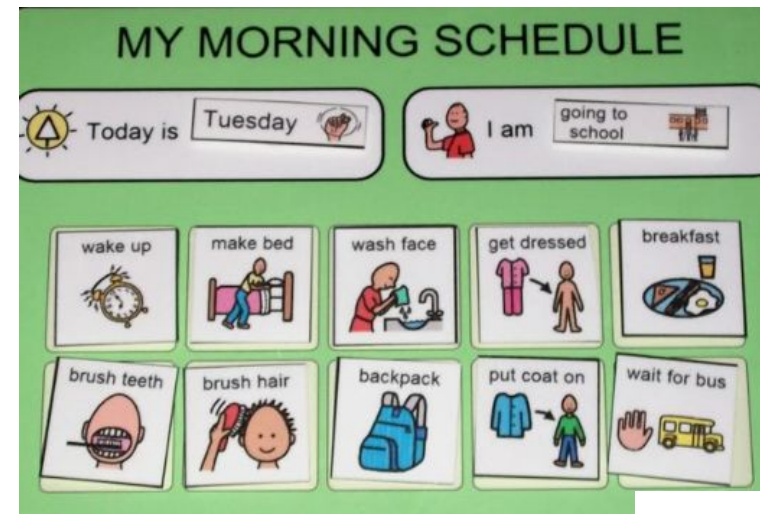 MY MORNING SCHEDULE
Today is Tuesday
I am going to school
wake up
make bed
wash face
get dressed
breakfast
brush teeth
brush hair
backpack
put coat on
wait for bus